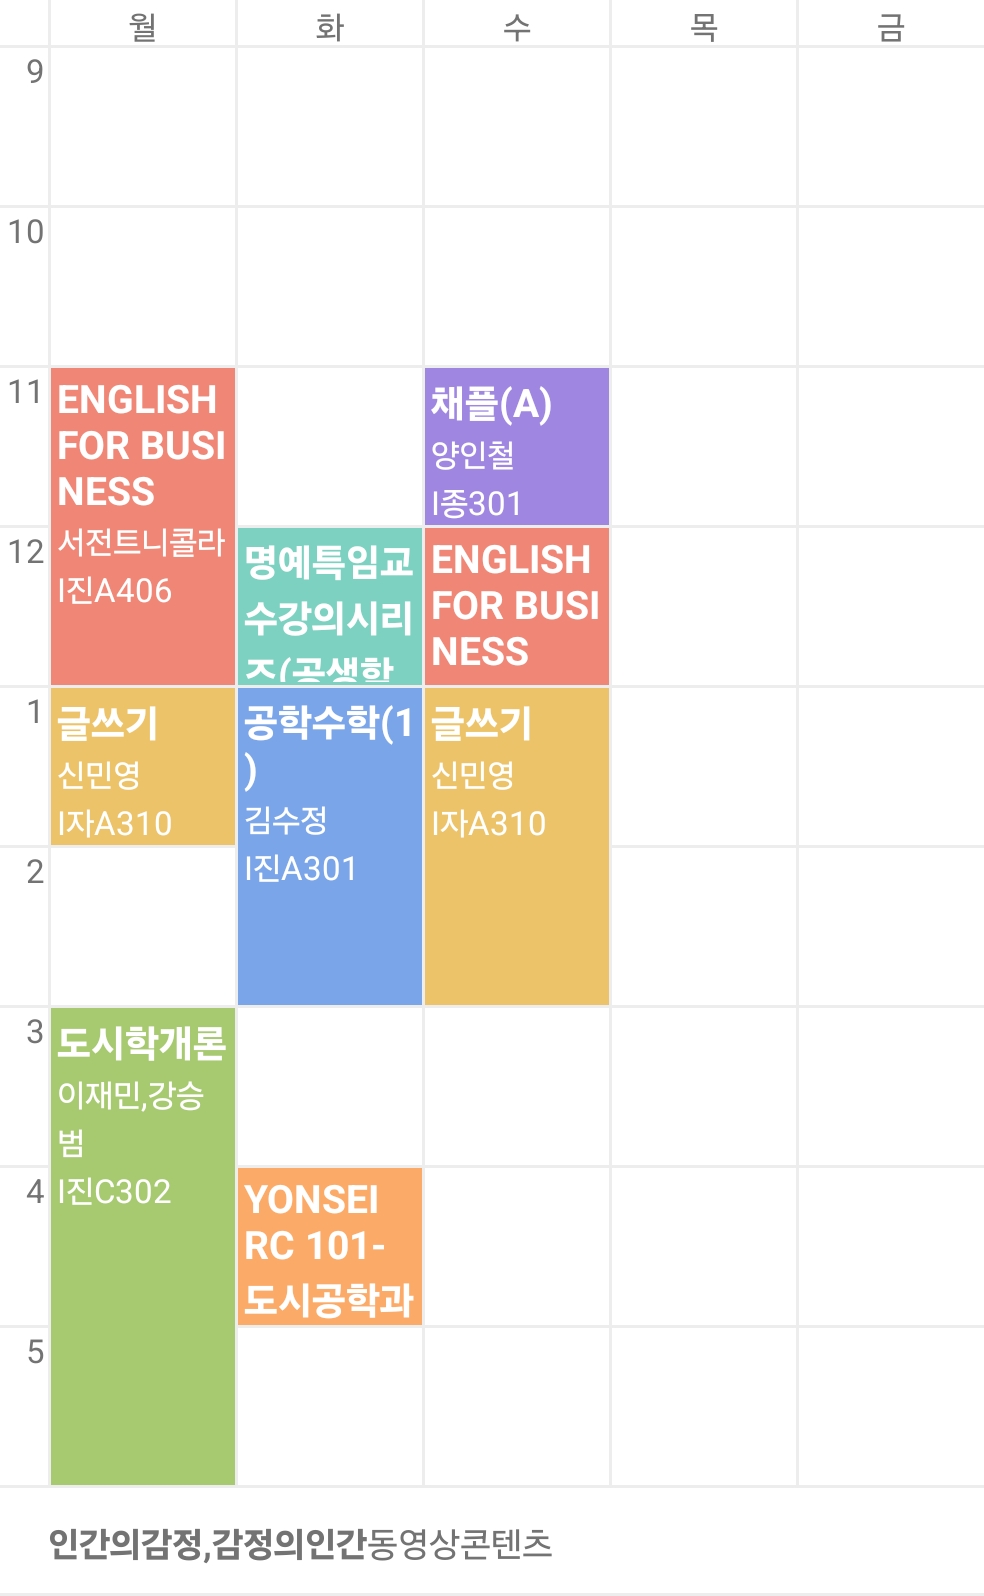 월 화 수 목 금
9
10
11
ENGLISH
FOR BUSI
NESS
서전트니콜라
I진A406
채플(A)
양인철
I종301
12
명예특임교
수강의시리
즈(공생학
ENGLISH
FOR BUSI
NESS
1
글쓰기
신민영
I자A310
공학수학(1
)
김수정
I진A301
글쓰기
신민영
I자A310
2
3
도시학개론
이재민,강승
범
I진C302
4
YONSEI
RC 101-
도시공학과
5
인간의감정,감정의인간동영상콘텐츠